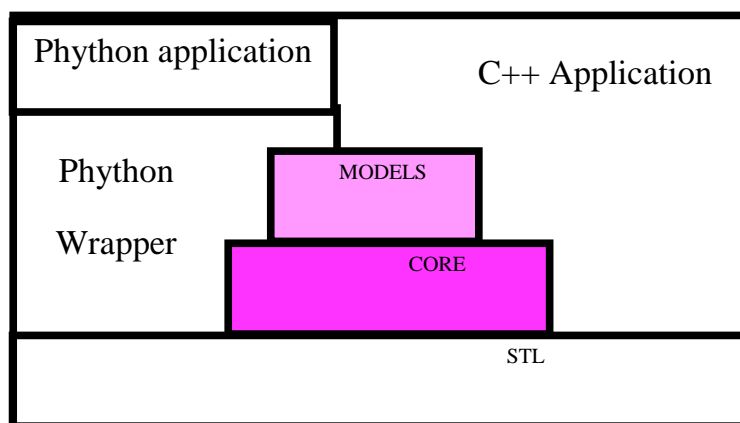 Phython application
C++ Application
Phython
Wrapper
MODELS
CORE
STL